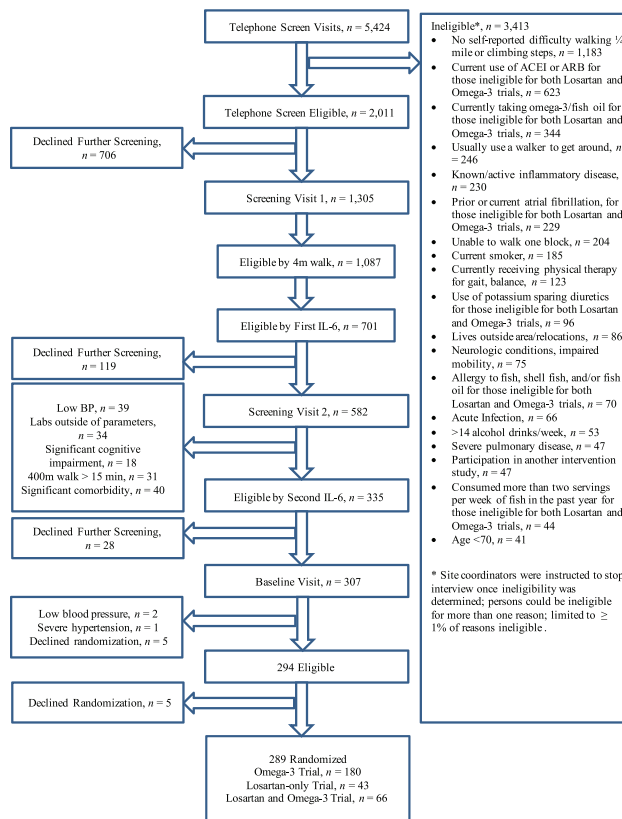 Telephone Screen Visits, n = 5,424
Ineligible*, n = 3,413
• No self-reported difficulty walking ¼
mile or climbing steps, n = 1,183
• Current use of ACEI or ARB for
those ineligible for both Losartan and
Omega-3 trials, n = 623
• Currently taking omega-3/fish oil for
those ineligible for both Losartan and
Omega-3 trials, n = 344
• Usually use a walker to get around, n
= 246
• Known/active inflammatory disease,
n = 230
• Prior or current atrial fibrillation, for
those ineligible for both Losartan and
Omega-3 trials, n = 229
• Unable to walk one block, n = 204
• Current smoker, n = 185
• Currently receiving physical therapy
for gait, balance, n = 123
• Use of potassium sparing diuretics
for those ineligible for both Losartan
and Omega-3 trials, n = 96
• Lives outside area/relocations, n = 86
• Neurologic conditions, impaired
mobility, n = 75
• Allergy to fish, shell fish, and/or fish
oil for those ineligible for both
Losartan and Omega-3 trials, n = 70
• Acute Infection, n = 66
• >14 alcohol drinks/week, n = 53
• Severe pulmonary disease, n = 47
• Participation in another intervention
study, n = 47
• Consumed more than two servings
per week of fish in the past year for
those ineligible for both Losartan and
Omega-3 trials, n = 44
• Age <70, n = 41
* Site coordinators were instructed to stop
interview once ineligibility was
determined; persons could be ineligible
for more than one reason; limited to ≥
1% of reasons ineligible.
Telephone Screen Eligible, n = 2,011
Declined Further Screening,
n = 706
Screening Visit 1, n = 1,305
Eligible by 4m walk, n = 1,087
Eligible by First IL-6, n = 701
Declined Further Screening,
n = 119
Screening Visit 2, n = 582
Low BP, n = 39
Labs outside of parameters,
n = 34
Significant cognitive
impairment, n = 18
400m walk > 15 min, n = 31
Significant comorbidity, n = 40
Eligible by Second IL-6, n = 335
Declined Further Screening,
n = 28
Baseline Visit, n = 307
Low blood pressure, n = 2
Severe hypertension, n = 1
Declined randomization, n = 5
294 Eligible
Declined Randomization, n = 5
289 Randomized
Omega-3 Trial, n = 180
Losartan-only Trial, n = 43
Losartan and Omega-3 Trial, n = 66